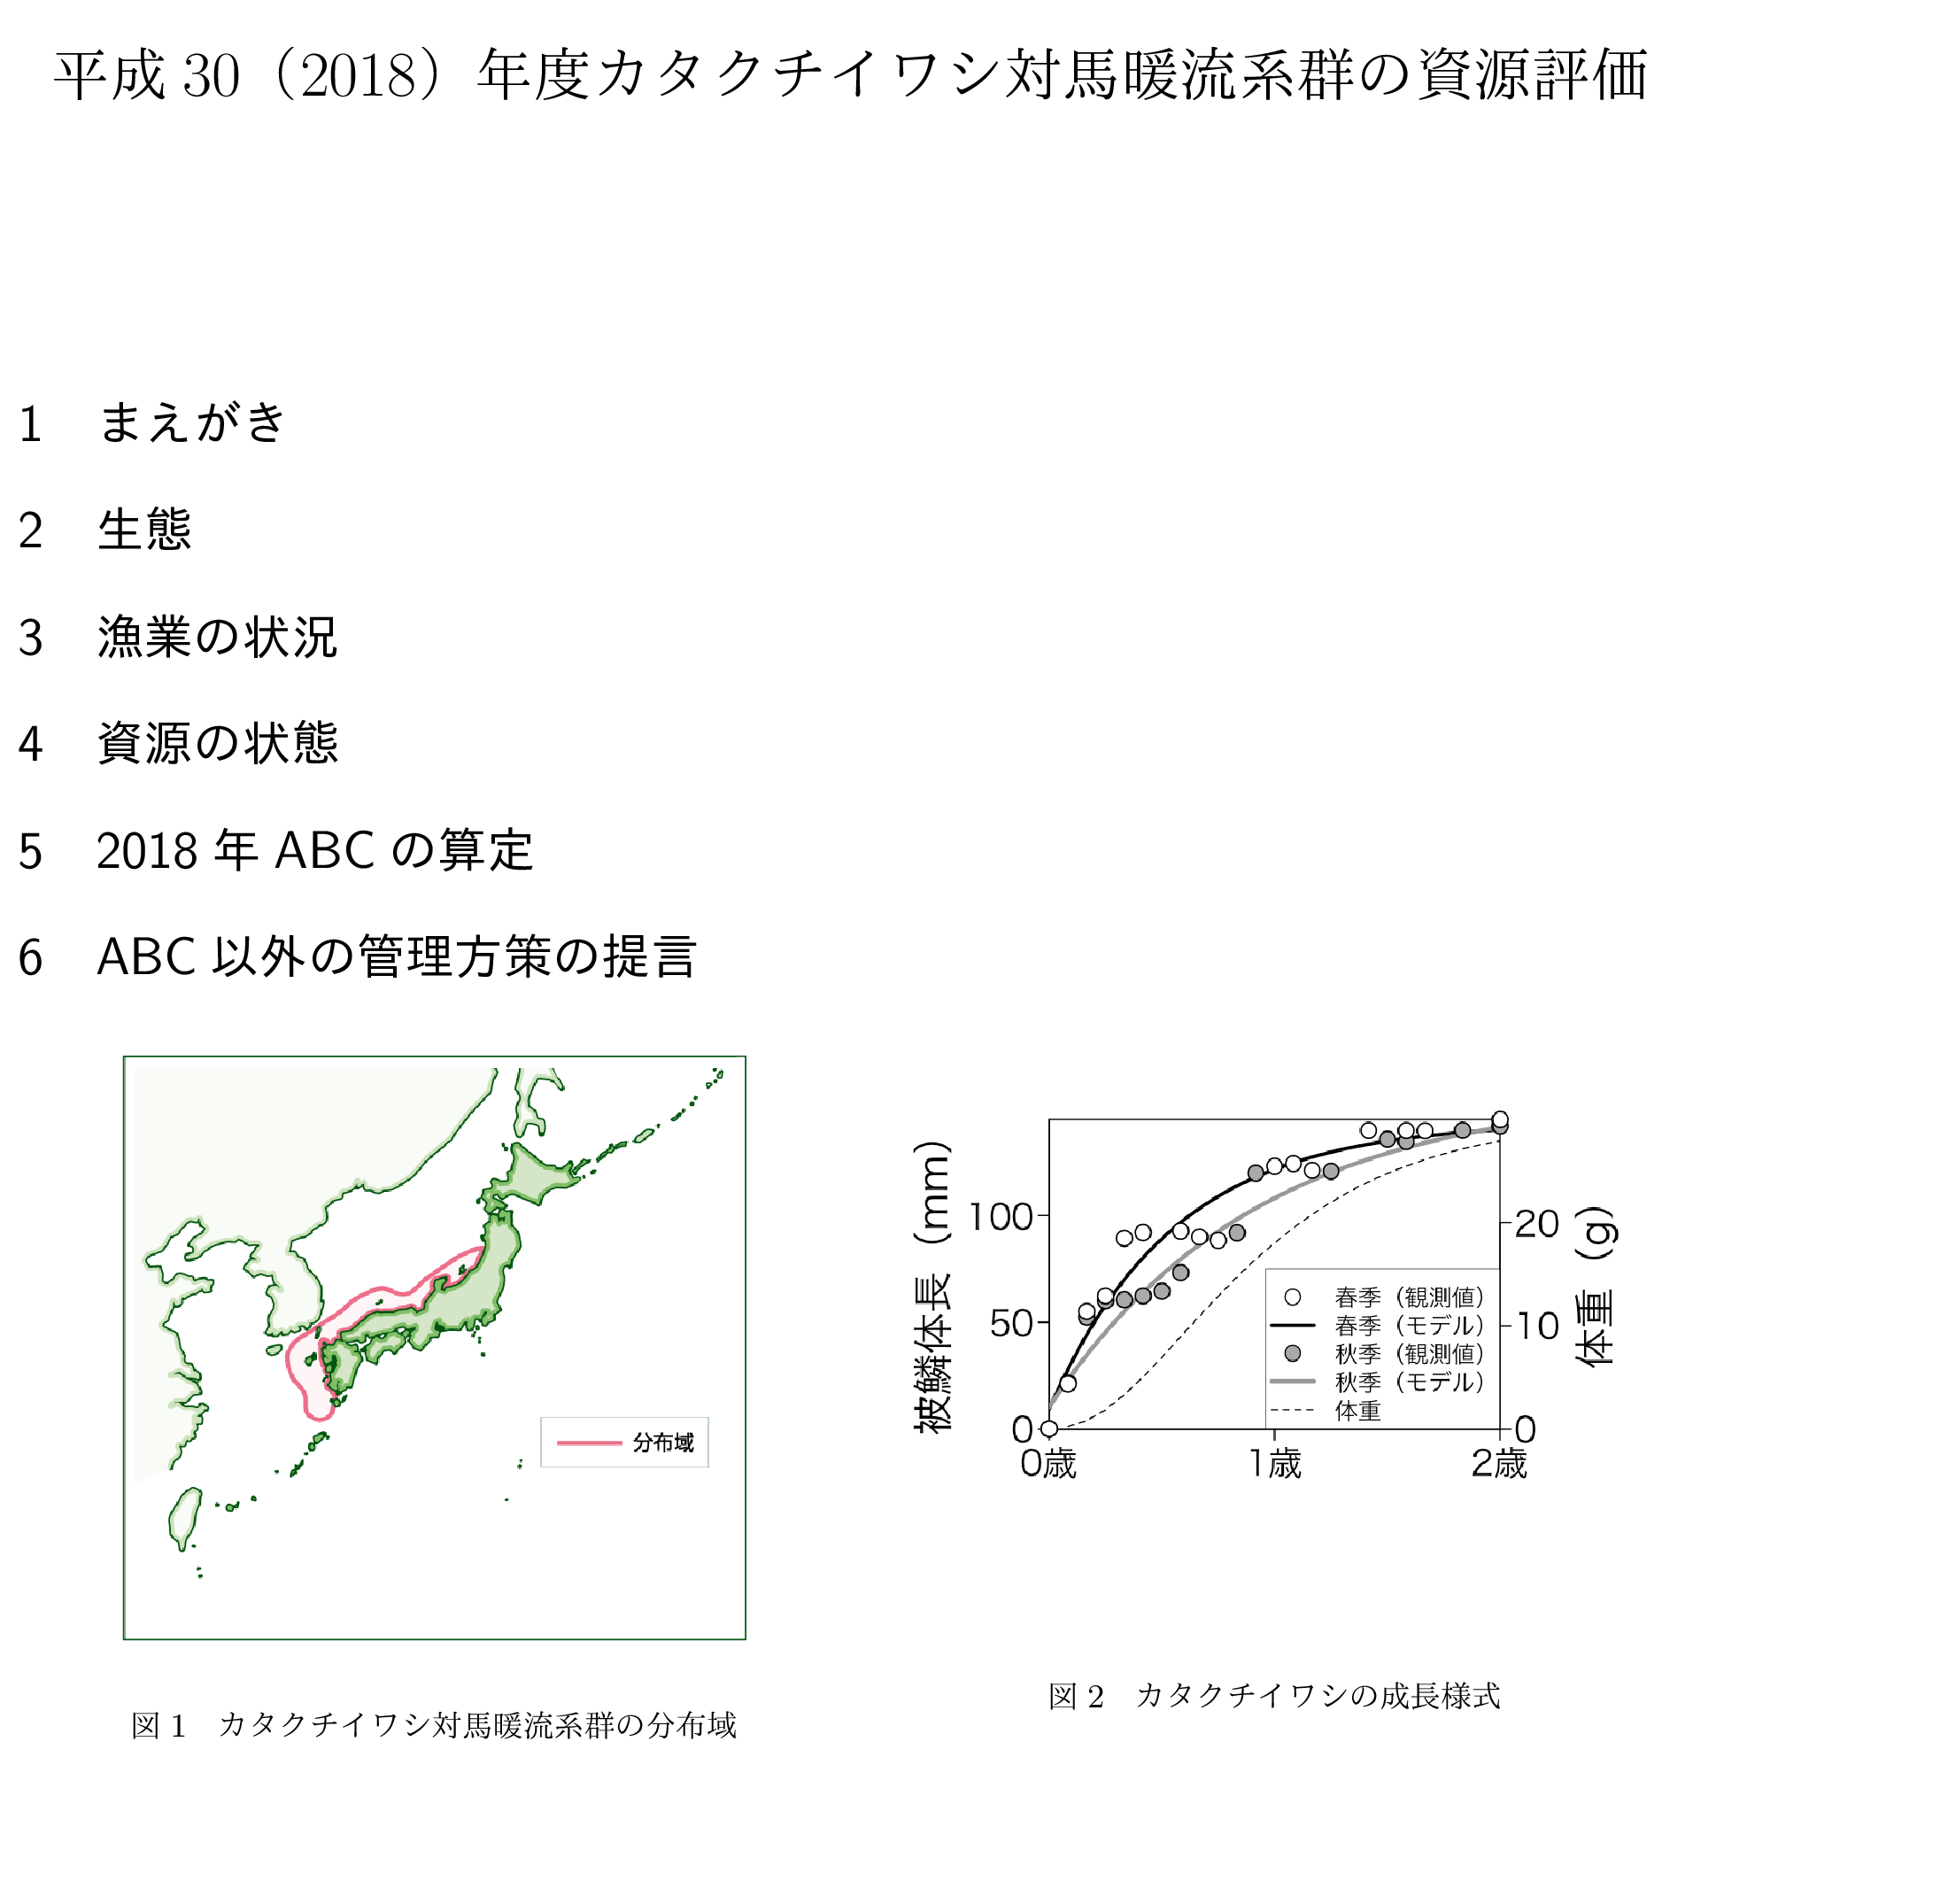 平成 30（2018）年度カタクチイワシ対馬暖流系群の資源評価
1　まえがき
2　生態
3　漁業の状況
4　資源の状態
5　2018 年 ABC の算定
6　ABC 以外の管理方策の提言
分布域
図 1　カタクチイワシ対馬暖流系群の分布域
被鱗体長 (mm)
100
50
0
0歳
1歳
2歳
20
10
0
体重 (g)
春季（観測値）
春季（モデル）
秋季（観測値）
秋季（モデル）
体重
図 2　カタクチイワシの成長様式